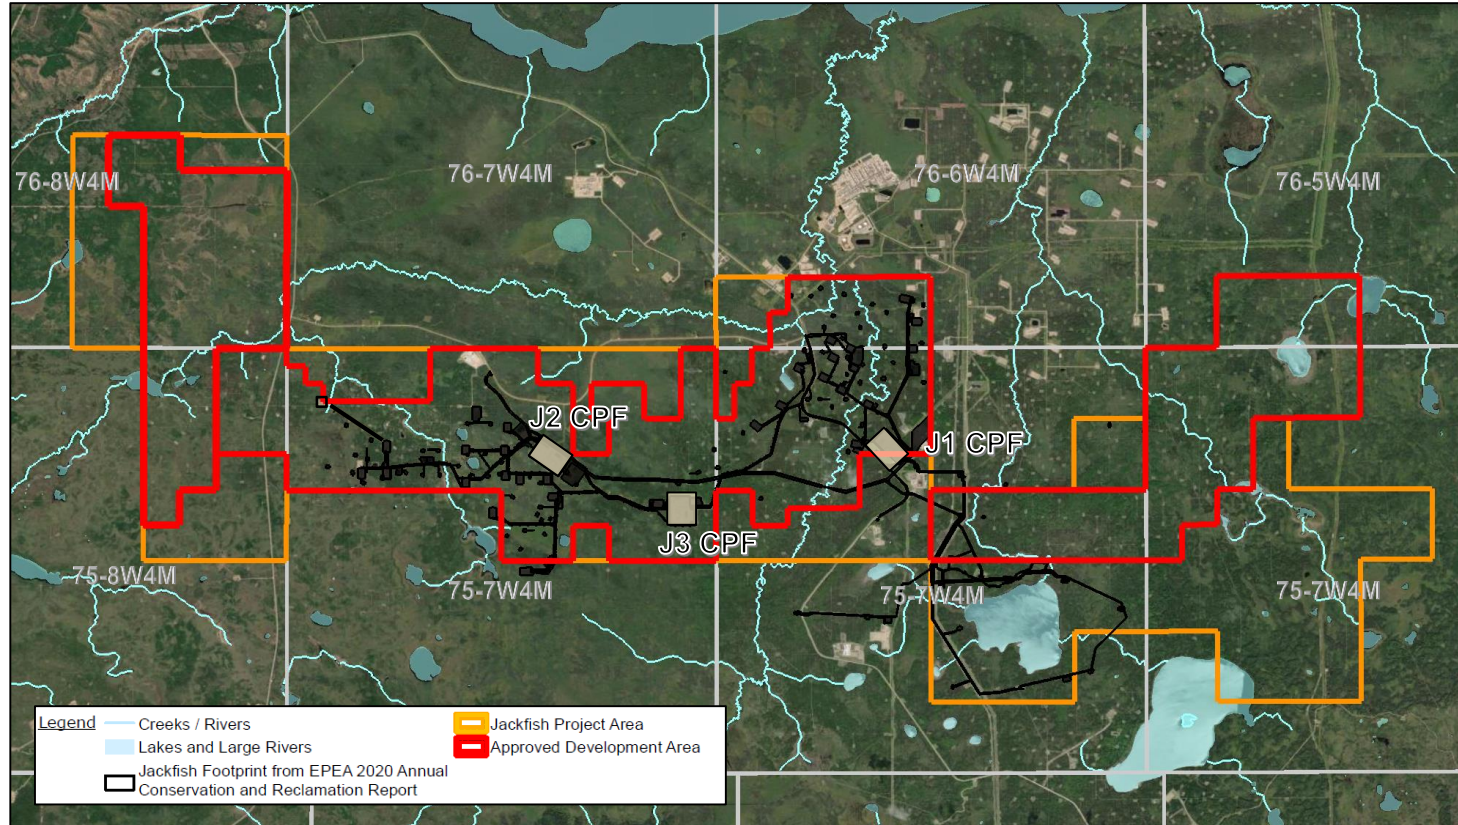 76-8W4M
76-7W4M
76-6W4M
76-5W4M
J2 CPF
J1 CPF
J3 CPF
75-8W4M
75-7W4M
75-7W4M
75-7W4M
Legend
Creeks / Rivers
Lakes and Large Rivers
Jackfish Footprint from EPEA 2020 Annual
Conservation and Reclamation Report
Jackfish Project Area
Approved Development Area